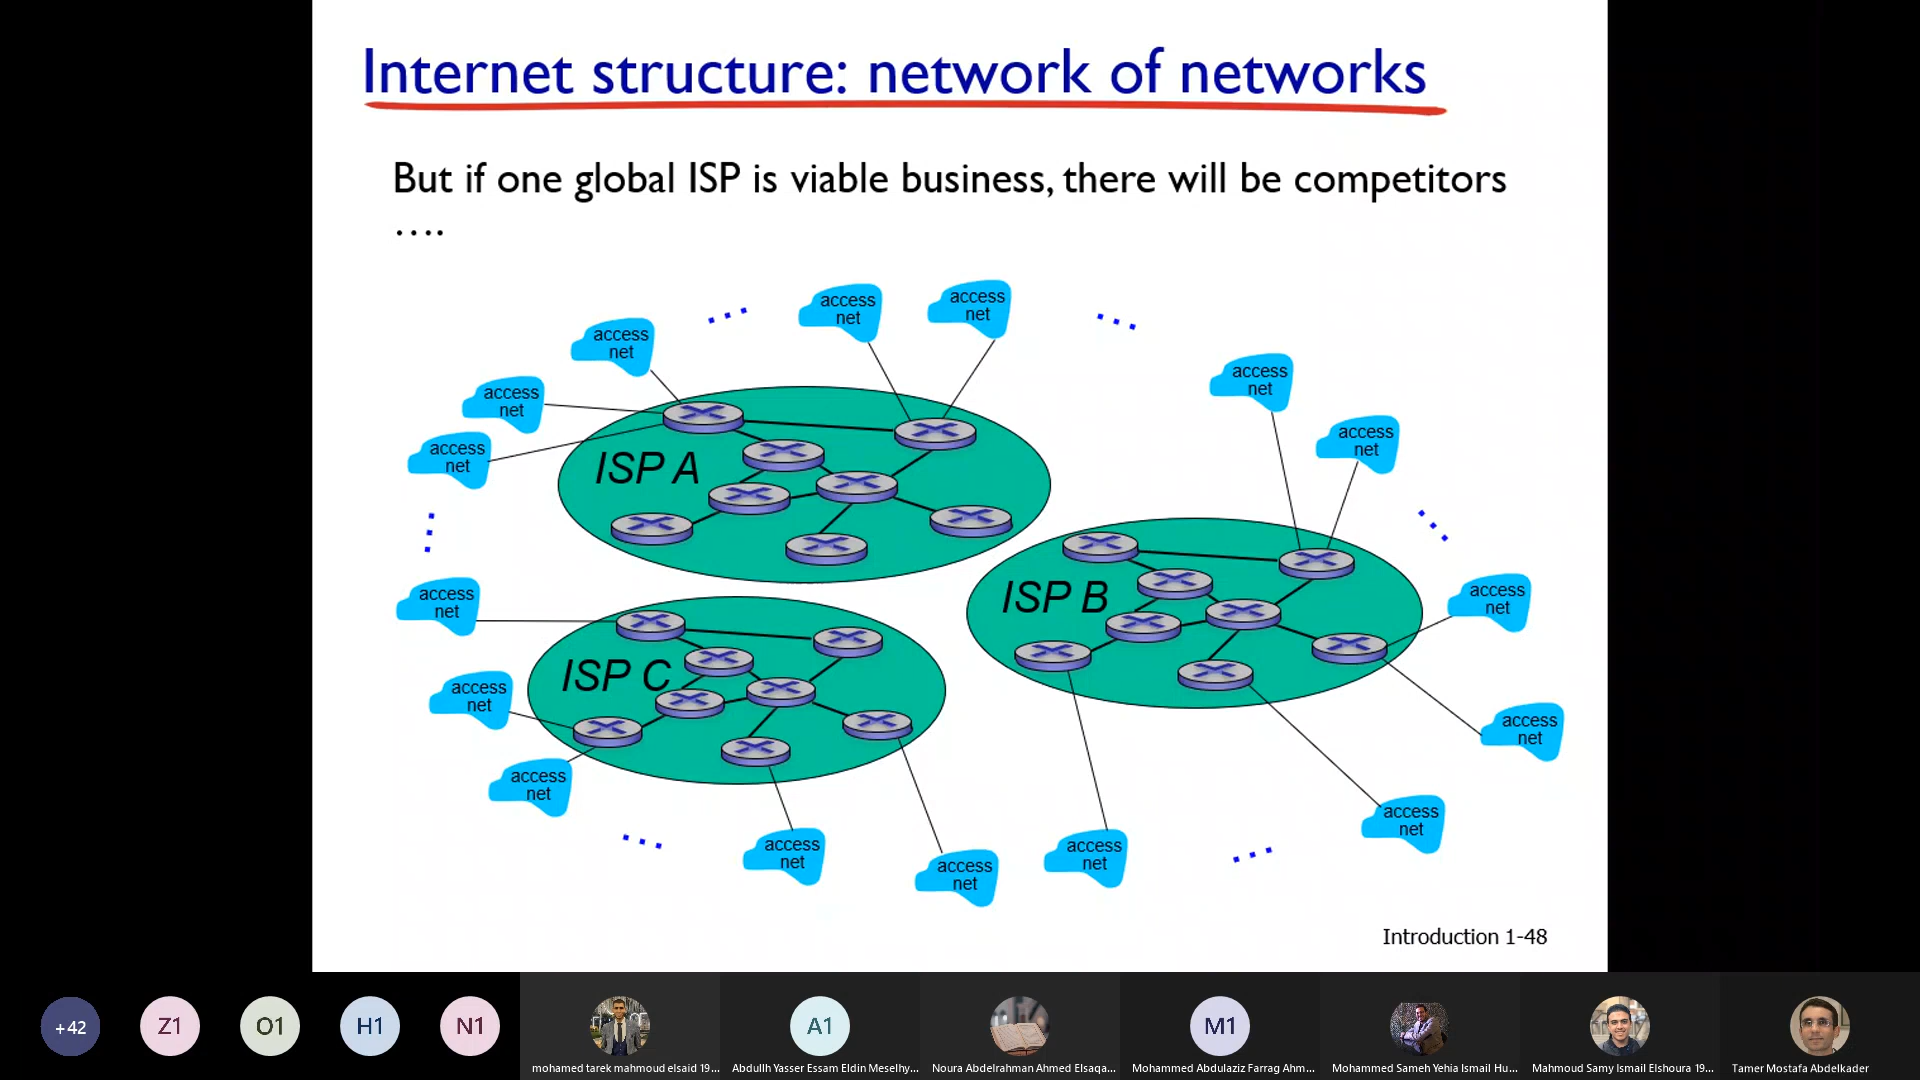 Internet structure: network of networks
But if one global ISP is viable business, there will be competitors
....
access
net
access
net
access
net
access
net
access
net
access
net
access
net
ISP A
ISP B
access
net
access
net
ISP C
access
net
access
net
access
net
access
net
access
net
access
net
access
net
Introduction 1-48
+42
Z1
O1
H1
N1
A1
M1
mohamed tarek mahmoud elsaid 19...
Abdullh Yasser Essam Eldin Meselhy...
Noura Abdelrahman Ahmed Elsaqa...
Mohammed Abdulaziz Farrag Ahm...
Mohammed Sameh Yehia Ismail Hu...
Mahmoud Samy Ismail Elshoura 19...
Tamer Mostafa Abdelkader